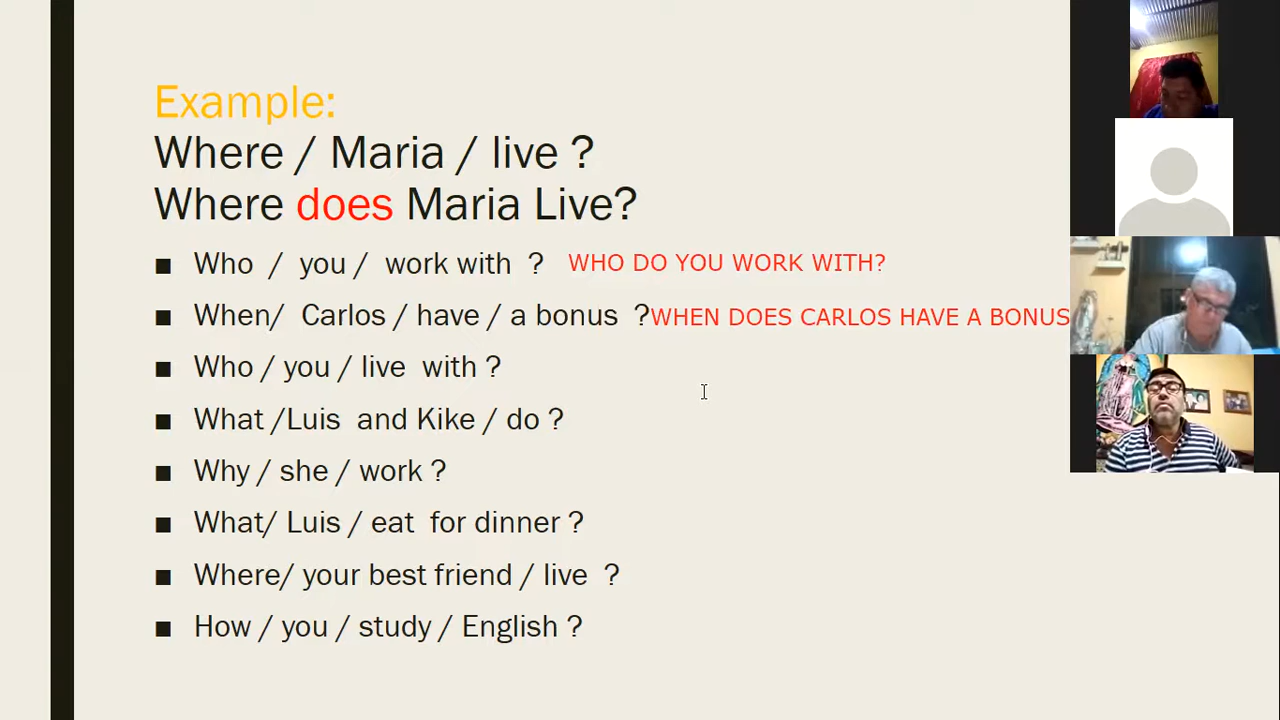 Example:
Where / Maria / live ?
Where does Maria Live?
Who / you / work with ? WHO DO YOU WORK WITH?
When/ Carlos / have / a bonus ?WHEN DOES CARLOS HAVE A BONUS
Who / you / live with ?
What /Luis and Kike / do ?
Why / she / work ?
What/ Luis / eat for dinner ?
Where/ your best friend / live ?
How / you / study / English ?